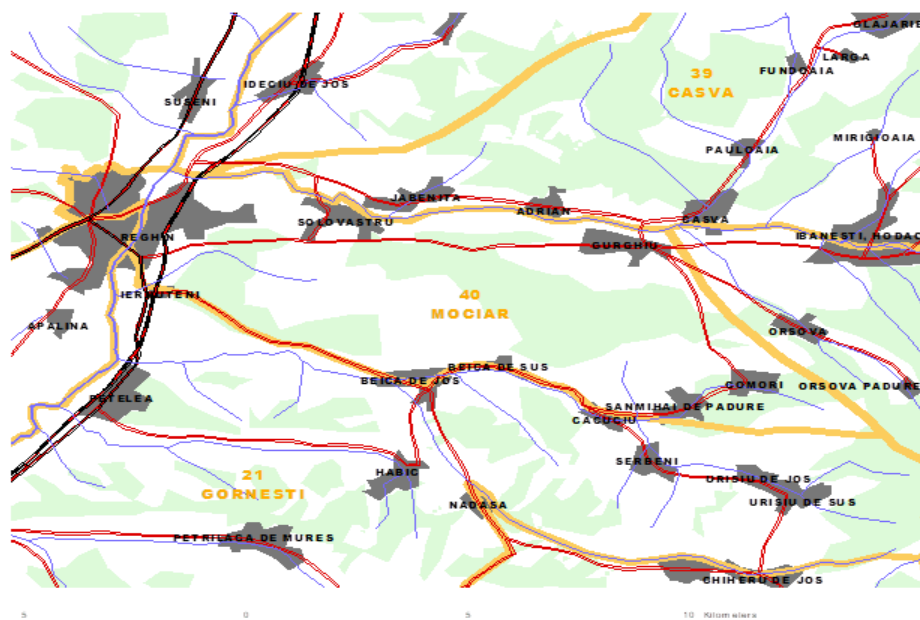 GLAJARIE
LARGA
FUNDOAIA
39
CASVA
IDECIU DE JOS
SUSENI
MIRIGIOAIA
PAULOAIA
JABENITA
ADRIAN
SOLOVASTRU
CASVA
REGHIN
GURGHIU
IBANESTI, HODAC
IERNUTENI
40
MOCIAR
APALINA
ORSOVA
BEICA DE SUS
BEICA DE JOS
COMORI
ORSOVA PADURE
PETELEA
SANMIHAI DE PADURE
CACUCIU
SERBENI
HABIC
21
GORNESTI
URISIU DE JOS
URISIU DE SUS
NADASA
PETRILACA DE MURES
CHIHERU DE JOS
5 0 5 10 Kilometers